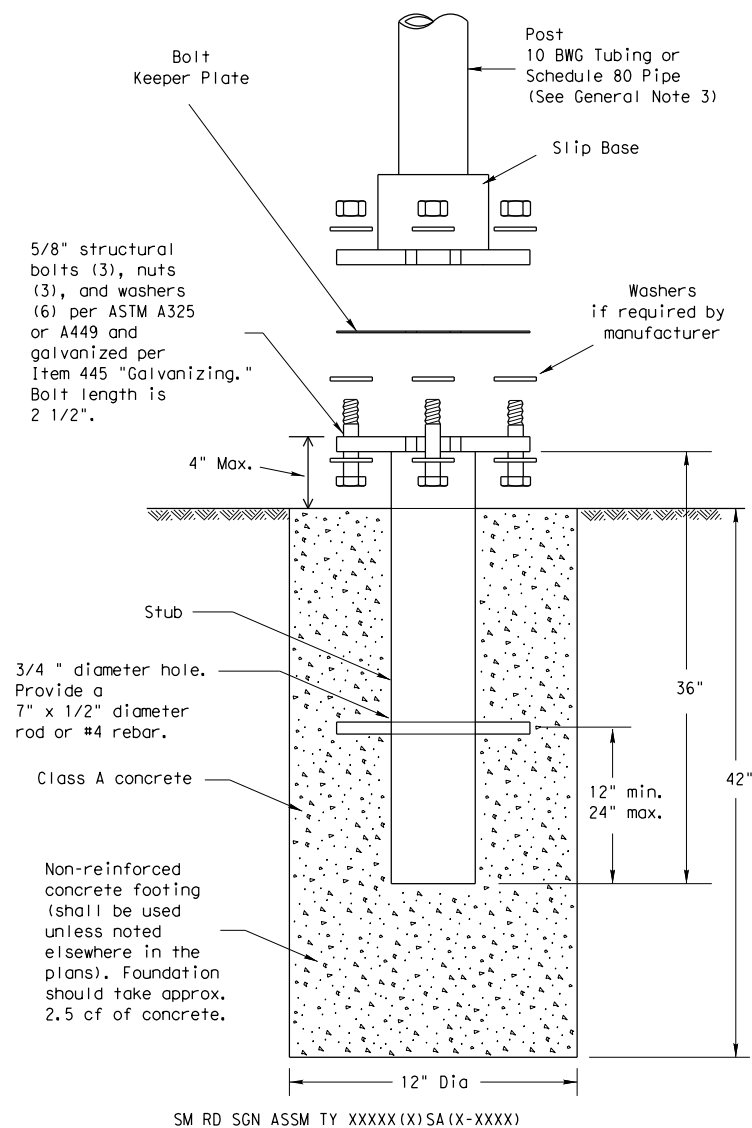 Post
10 BWG Tubing or
Schedule 80 Pipe
(See General Note 3)
Bolt
Keeper Plate
Slip Base
5/8" structural
bolts (3), nuts
(3), and washers
(6) per ASTM A325
or A449 and
galvanized per
Item 445 "Galvanizing."
Bolt length is
2 1/2".
Washers
if required by
manufacturer
4" Max.
Stub
3/4 " diameter hole.
Provide a
7" x 1/2" diameter
rod or #4 rebar.
36"
Class A concrete
42"
12" min.
24" max.
Non-reinforced
concrete footing
(shall be used
unless noted
elsewhere in the
plans). Foundation
should take approx.
2.5 cf of concrete.
12" Dia
SM RD SGN ASSM TY XXXXX(X)SA(X-XXXX)